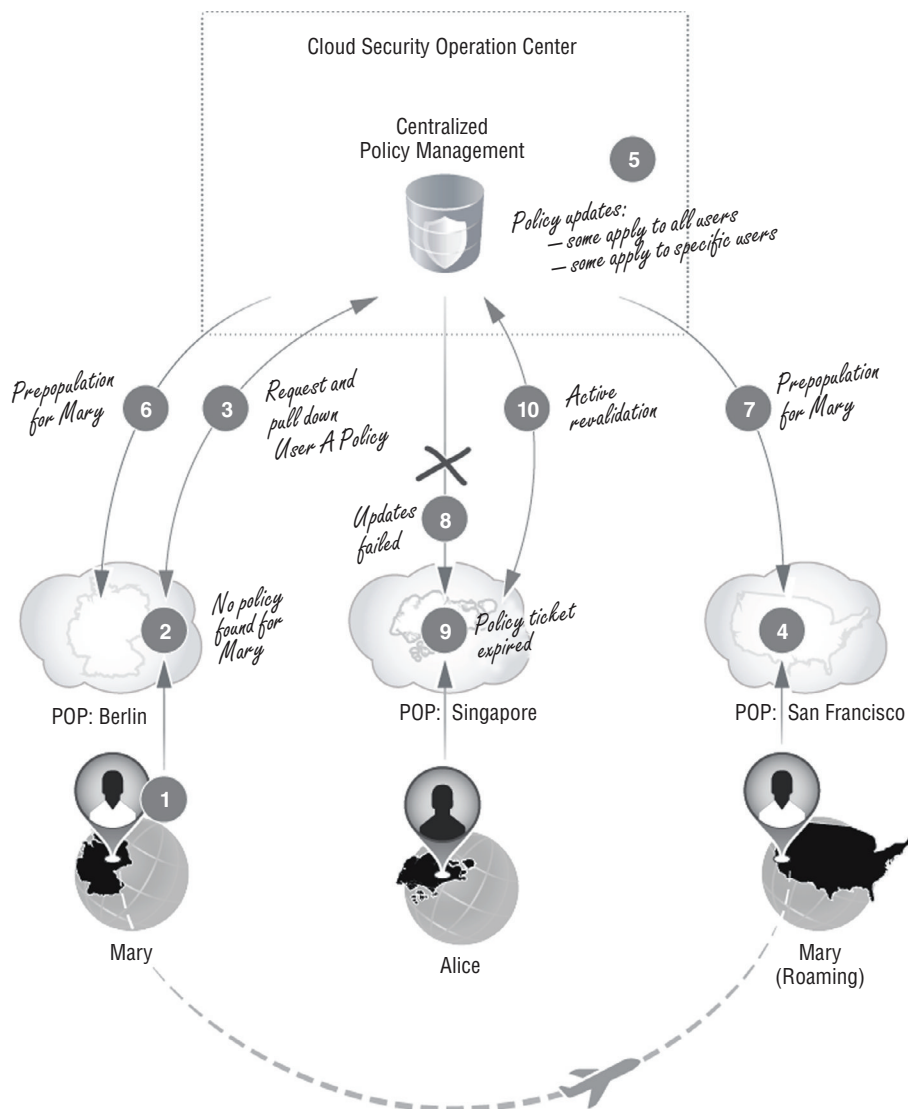 Cloud Security Operation Center
Centralized
Policy Management
5
Policy updates:
— some apply to all users
— some apply to specific users
Prepopulation
for Mary
6
3
Request and
pull down
User A Policy
10
Active
revalidation
7
Prepopulation
for Mary
Updates
failed
8
2
No policy
found for
Mary
9
Policy ticket
expired
4
POP: Berlin
POP: Singapore
POP: San Francisco
1
Mary
Alice
Mary
(Roaming)